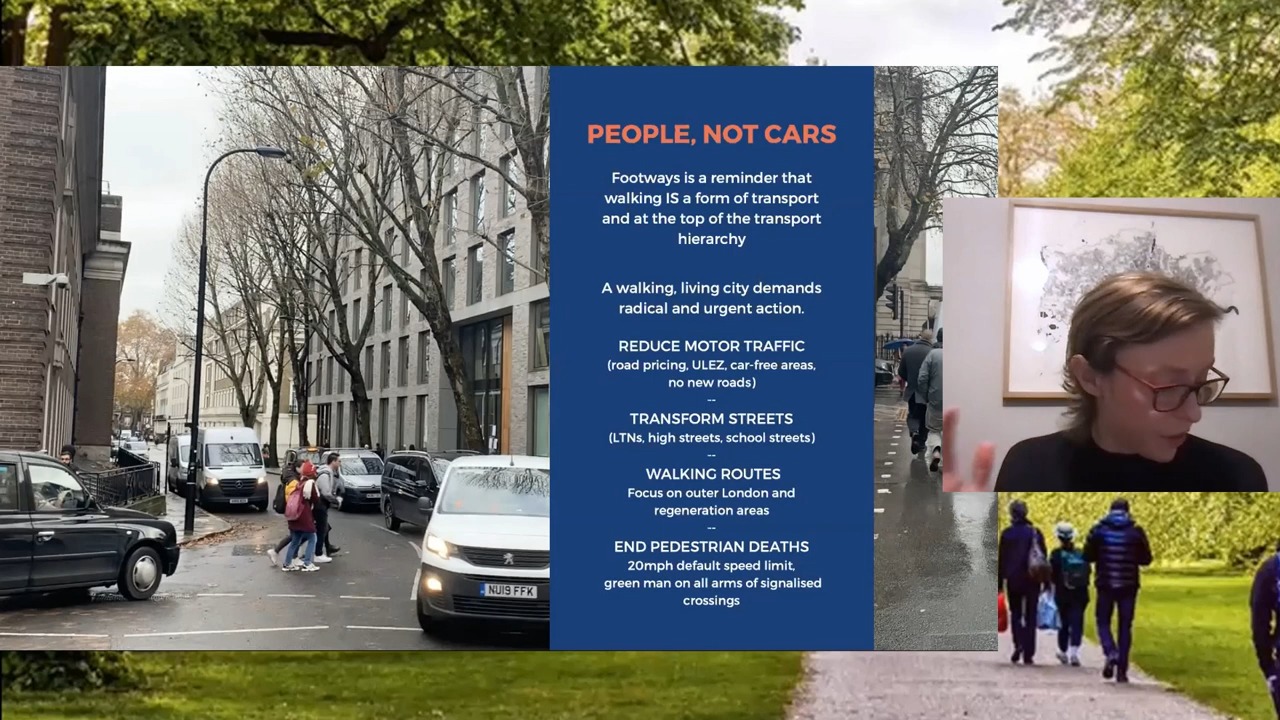 PEOPLE, NOT CARS
Footways is a reminder that
walking IS a form of transport
and at the top of the transport
hierarchy
A walking, living city demands
radical and urgent action.
REDUCE MOTOR TRAFFIC
(road pricing, ULEZ, car-free areas,
no new roads)
--
TRANSFORM STREETS
(LTNs, high streets, school streets)
--
WALKING ROUTES
Focus on outer London and
regeneration areas
--
END PEDESTRIAN DEATHS
20mph default speed limit,
green man on all arms of signalised
crossings
NU19 FFK